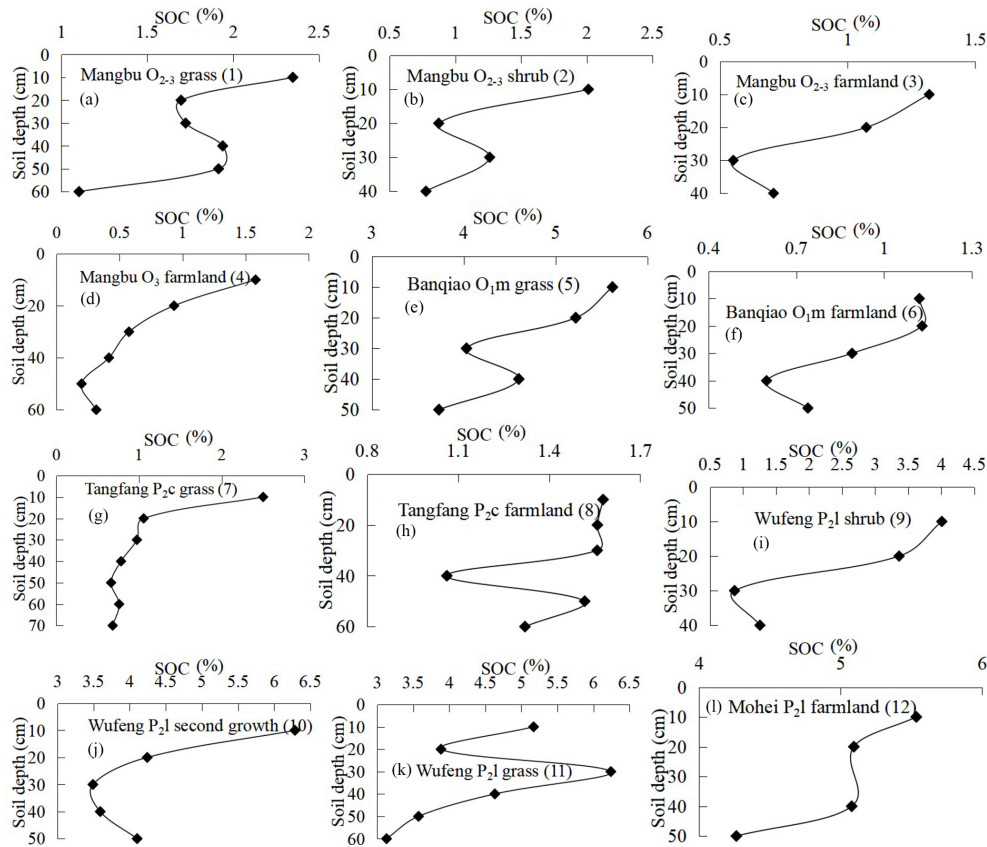 SOC (%)
1 1.5 2 2.5
0
10
20
30
40
50
60
Soil depth (cm)
Mangbu O₂₋₃ grass (1)
(a)
SOC (%)
0.5 1 1.5 2 2.5
0
10
20
30
40
Soil depth (cm)
Mangbu O₂₋₃ shrub (2)
(b)
SOC (%)
0.5 1 1.5
0
10
20
30
40
Soil depth (cm)
Mangbu O₂₋₃ farmland (3)
(c)
SOC (%)
0 0.5 1 1.5 2
0
20
40
60
Soil depth (cm)
Mangbu O₃ farmland (4)
(d)
SOC (%)
3 4 5 6
0
10
20
30
40
50
Soil depth (cm)
Banqiao O₁m grass (5)
(e)
SOC (%)
0.4 0.7 1 1.3
0
10
20
30
40
50
Soil depth (cm)
Banqiao O₁m farmland (6)
(f)
SOC (%)
0 1 2 3
0
10
20
30
40
50
60
70
Soil depth (cm)
Tangfang P₂c grass (7)
(g)
SOC (%)
0.8 1.1 1.4 1.7
0
20
40
60
Soil depth (cm)
Tangfang P₂c farmland (8)
(h)
SOC (%)
0.5 1 1.5 2 2.5 3 3.5 4 4.5
0
10
20
30
40
Soil depth (cm)
Wufeng P₂l shrub (9)
(i)
SOC (%)
3 3.5 4 4.5 5 5.5 6 6.5
0
10
20
30
40
50
Soil depth (cm)
Wufeng P₂l second growth (10)
(j)
SOC (%)
3 3.5 4 4.5 5 5.5 6 6.5
0
10
20
30
40
50
60
Soil depth (cm)
Wufeng P₂l grass (11)
(k)
SOC (%)
4 5 6
0
10
20
30
40
50
Soil depth (cm)
(l) Mohei P₂l farmland (12)